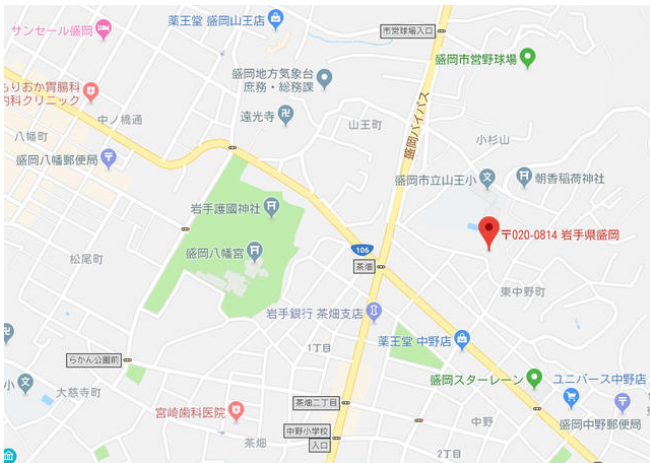 薬王堂 盛岡山王店
サンセール盛岡
市営球場入口
盛岡市営野球場
盛岡地方気象台
庶務・総務課
りおか胃腸科
内科クリニック
遠光寺
中ノ橋通
山王町
盛岡バイパス
小杉山
八幡町
盛岡八幡郵便局
盛岡市立山王小
朝香稲荷神社
岩手護國神社
〒020-0814 岩手県盛岡
盛岡八幡宮
106
松尾町
茶畑
東中野町
岩手銀行 茶畑支店
薬王堂 中野店
1丁目
らかん公園前
盛岡スターレーン
ユニバース中野店
小
大慈寺町
茶畑二丁目
宮崎歯科医院
中野
盛岡中野郵便局
中野小学校
入口
茶畑
2丁目